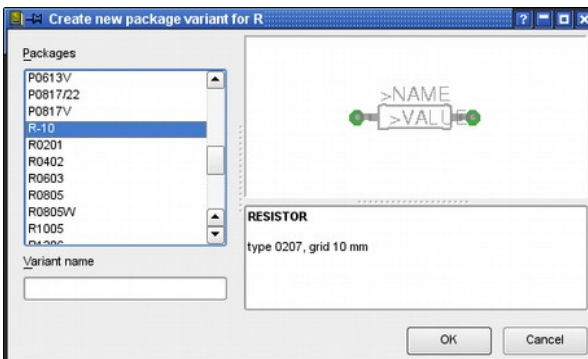 Create new package variant for R
Packages
P0613V
P0817/22
P0817V
R-10
R0201
R0402
R0603
R0805
R0805W
R1005
R1206
Variant name
>NAME
>VALUE
RESISTOR
type 0207, grid 10 mm
OK
Cancel